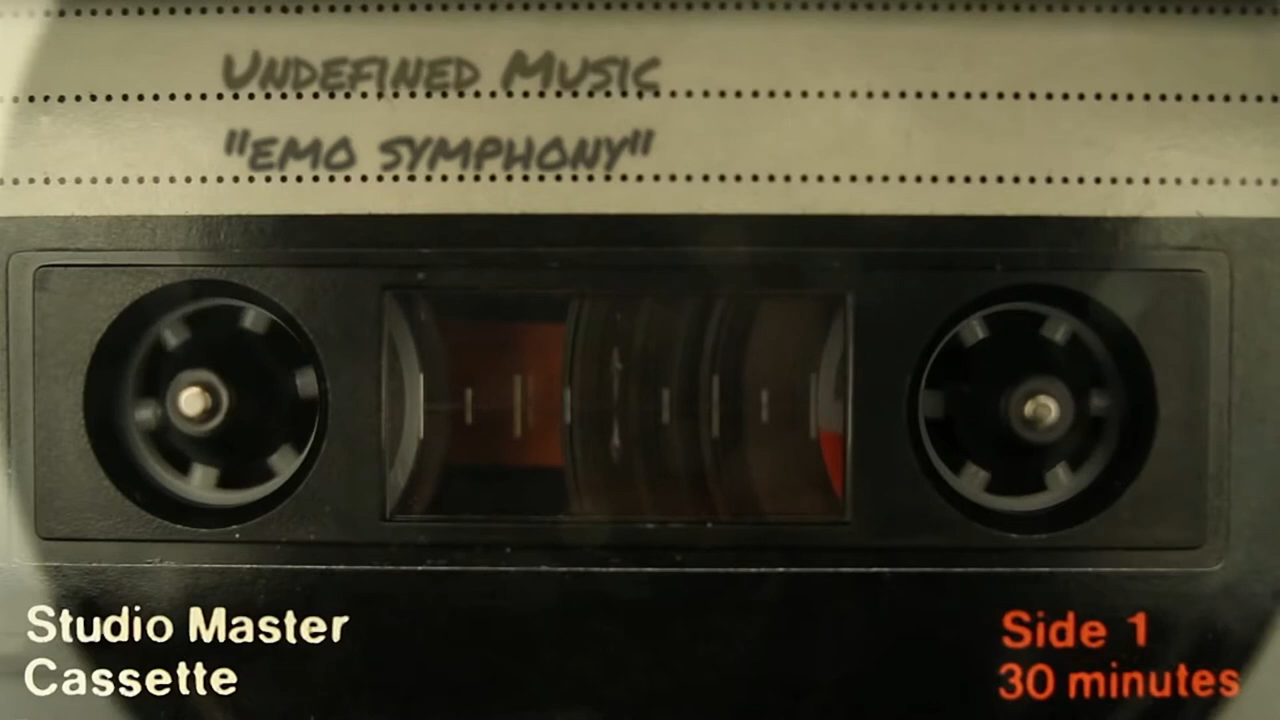 Undefined Music
"emo symphony"
Studio Master
Cassette
Side 1
30 minutes